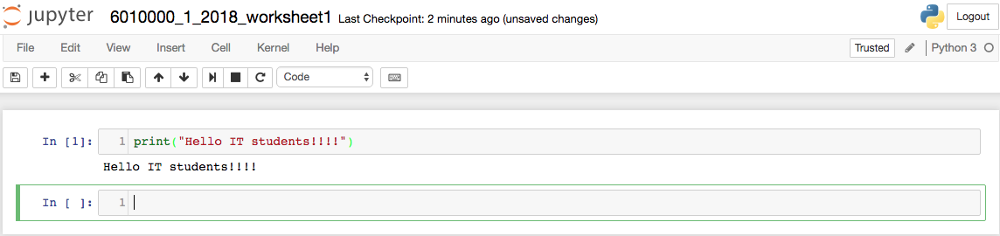 jupyter 6010000_1_2018_worksheet1 Last Checkpoint: 2 minutes ago (unsaved changes) Logout
File Edit View Insert Cell Kernel Help Trusted Python 3
Code
In [1]: 1 print("Hello IT students!!!!")
Hello IT students!!!!
In [ ]: 1